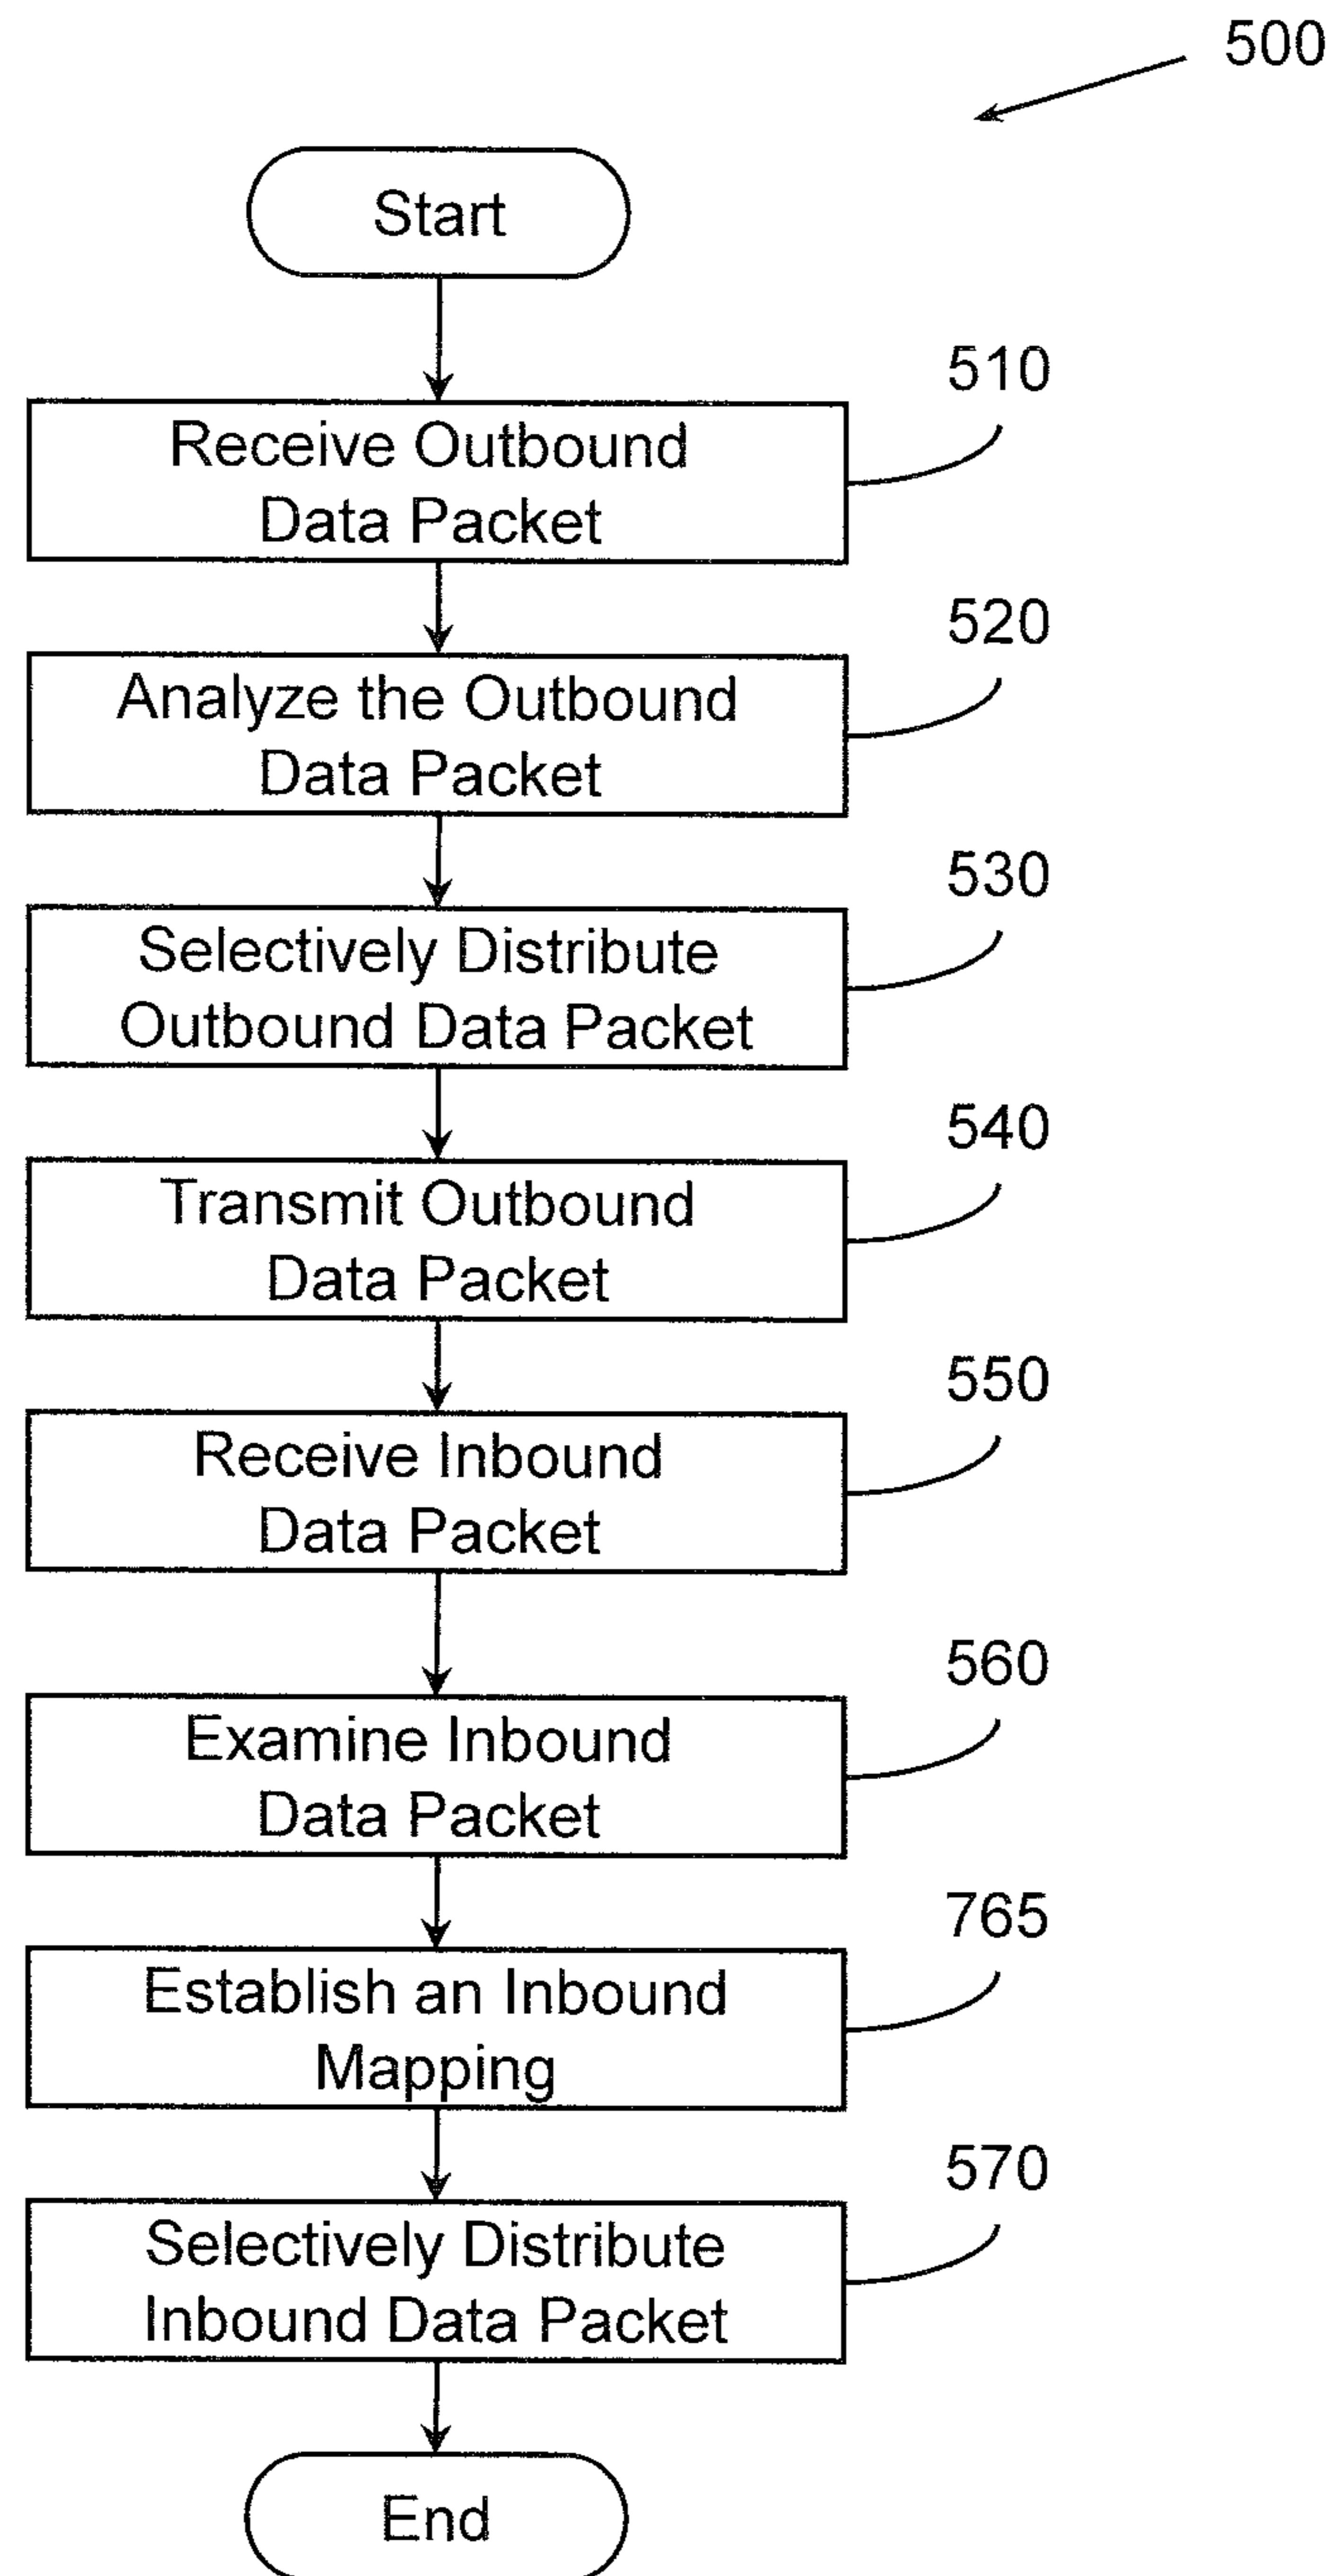 500
Start
510
Receive Outbound
Data Packet
520
Analyze the Outbound
Data Packet
530
Selectively Distribute
Outbound Data Packet
540
Transmit Outbound
Data Packet
550
Receive Inbound
Data Packet
560
Examine Inbound
Data Packet
765
Establish an Inbound
Mapping
570
Selectively Distribute
Inbound Data Packet
End